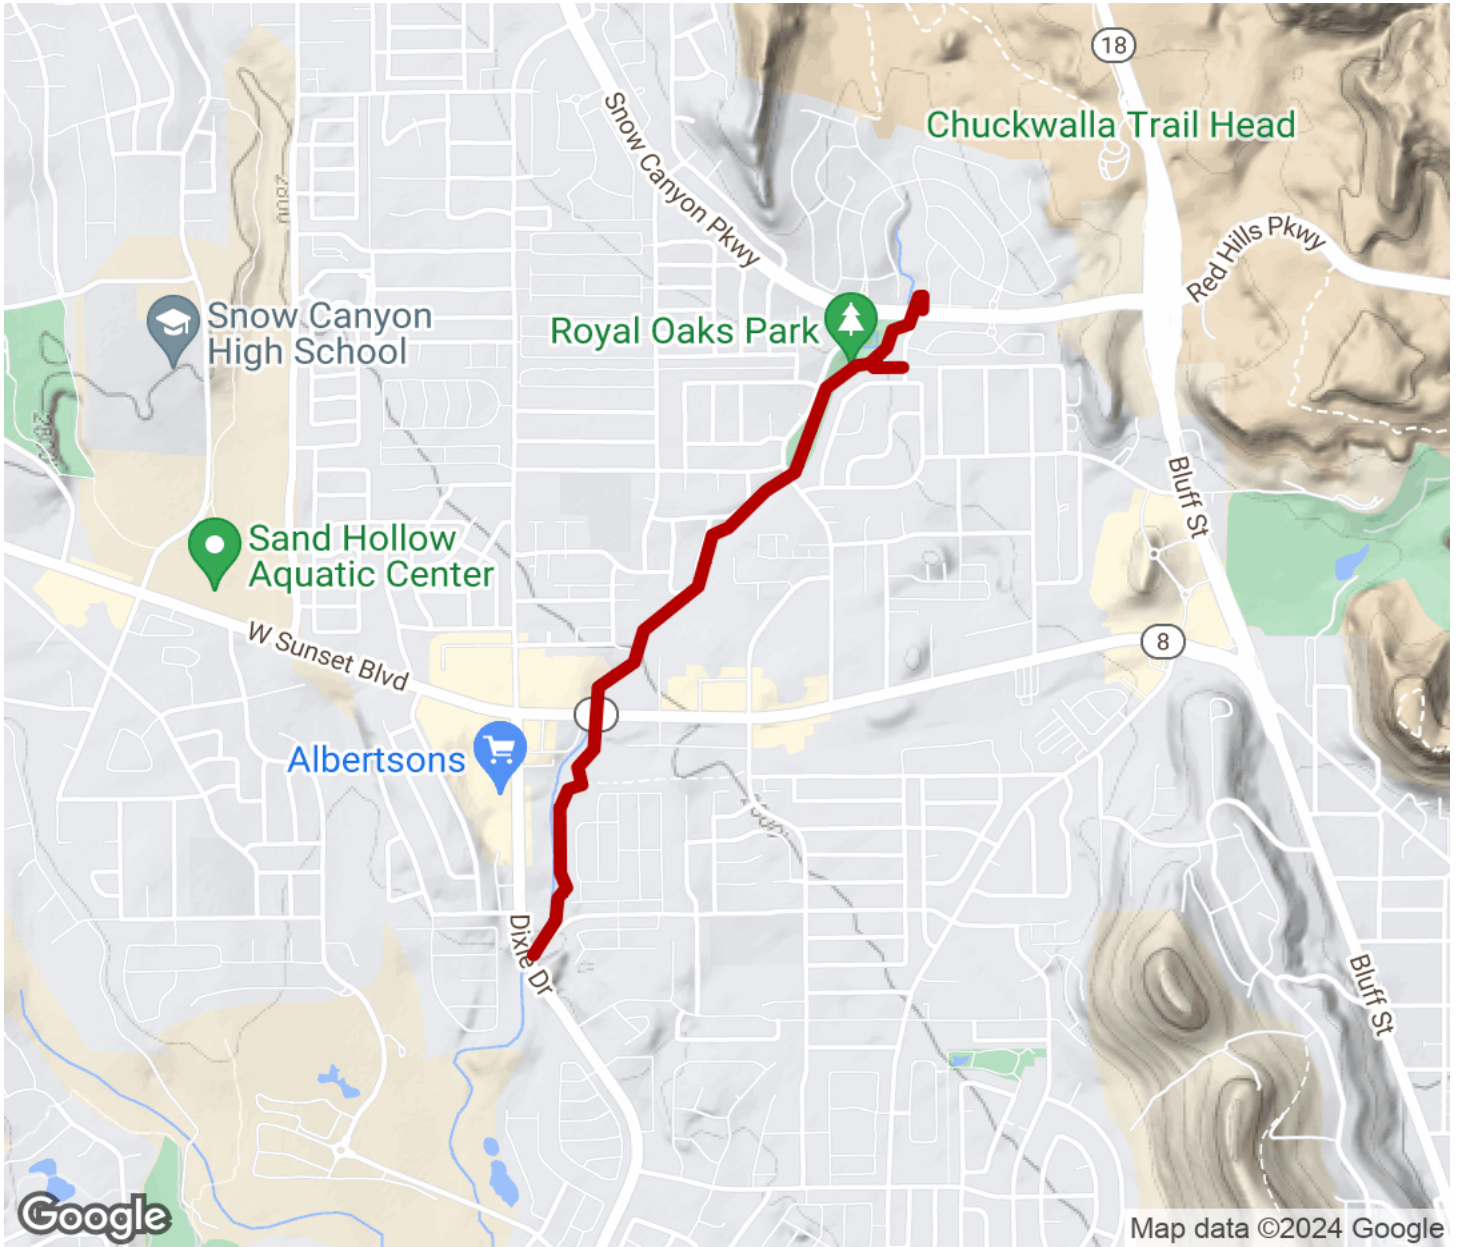 18
Chuckwalla Trail Head
Snow Canyon Pkwy
Red Hills Pkwy
Snow Canyon
High School
Royal Oaks Park
Bluff St
Sand Hollow
Aquatic Center
W Sunset Blvd
8
Albertsons
Dixie Dr
Bluff St
Google
Map data ©2024 Google